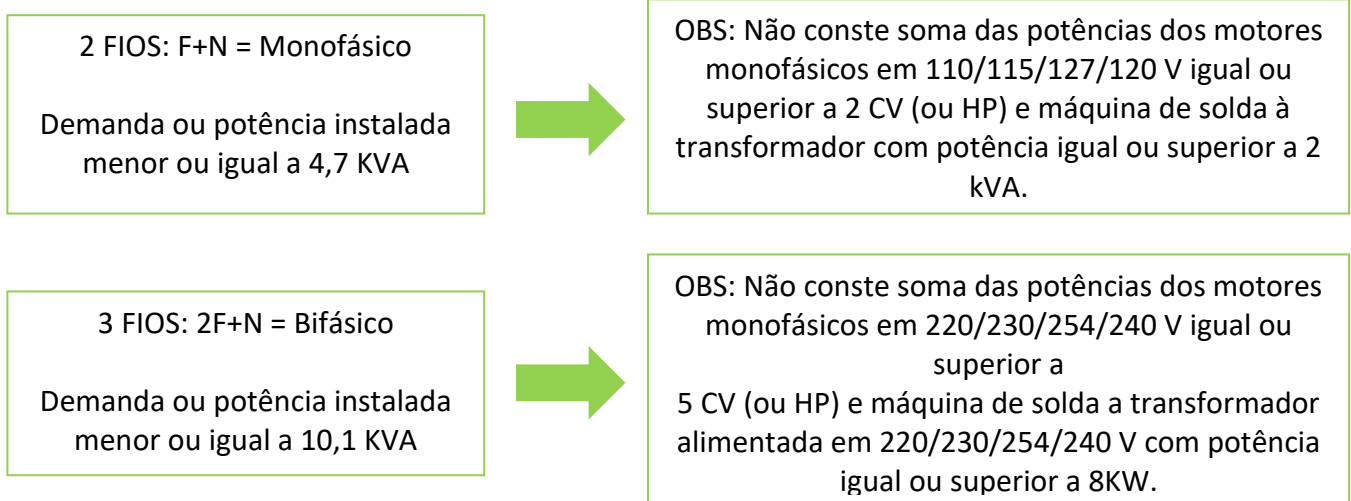 2 FIOS: F+N = Monofásico
Demanda ou potência instalada
menor ou igual a 4,7 KVA
OBS: Não conste soma das potências dos motores
monofásicos em 110/115/127/120 V igual ou
superior a 2 CV (ou HP) e máquina de solda à
transformador com potência igual ou superior a 2
kVA.
3 FIOS: 2F+N = Bifásico
Demanda ou potência instalada
menor ou igual a 10,1 KVA
OBS: Não conste soma das potências dos motores
monofásicos em 220/230/254/240 V igual ou
superior a
5 CV (ou HP) e máquina de solda a transformador
alimentada em 220/230/254/240 V com potência
igual ou superior a 8KW.